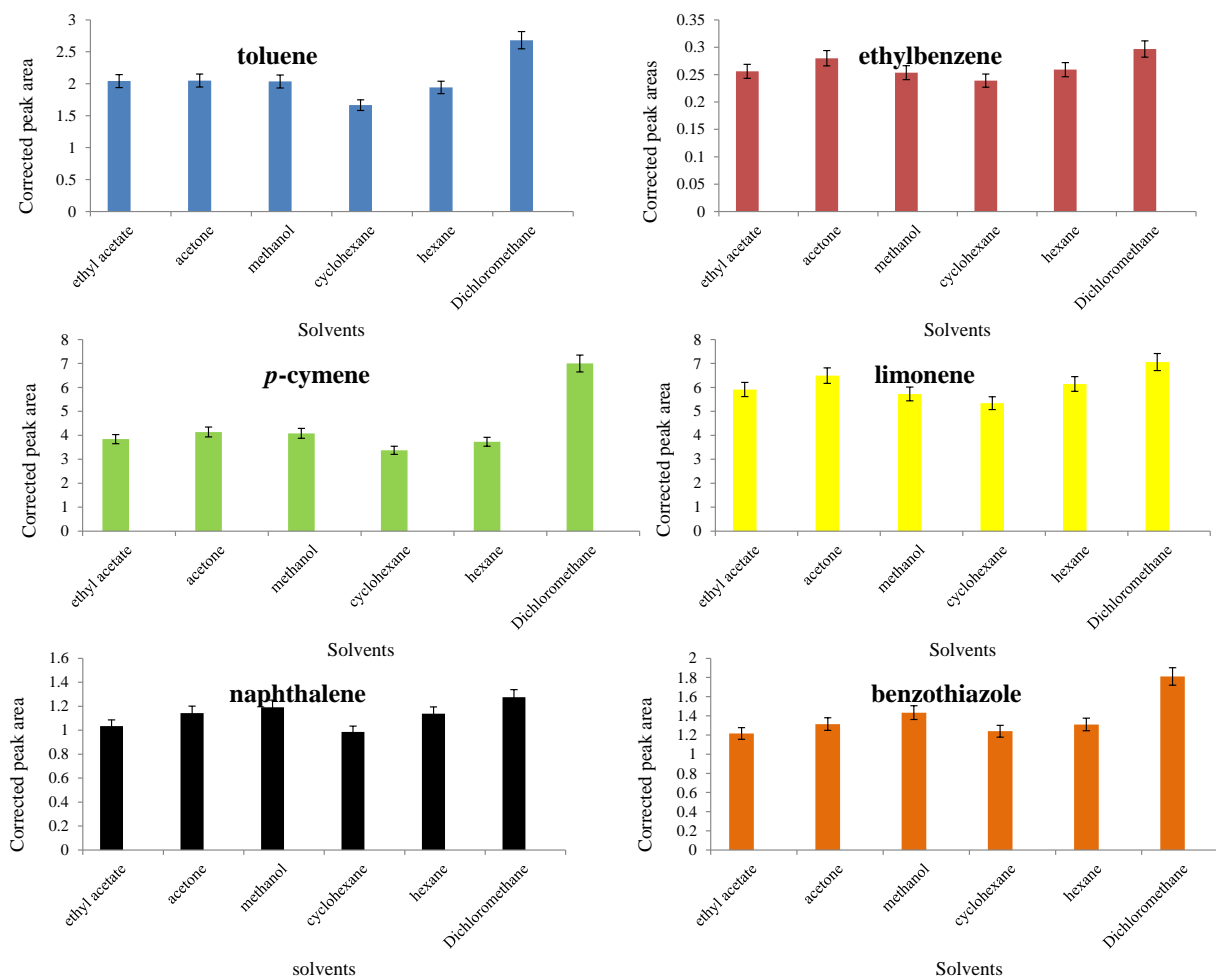 toluene
Corrected peak area
3
2.5
2
1.5
1
0.5
0
ethyl acetate
acetone
methanol
cyclohexane
hexane
Dichloromethane
Solvents
ethylbenzene
Corrected peak areas
0.35
0.3
0.25
0.2
0.15
0.1
0.05
0
ethyl acetate
acetone
methanol
cyclohexane
hexane
Dichloromethane
Solvents
p-cymene
Corrected peak area
8
7
6
5
4
3
2
1
0
ethyl acetate
acetone
methanol
cyclohexane
hexane
Dichloromethane
Solvents
limonene
Corrected peak area
8
7
6
5
4
3
2
1
0
ethyl acetate
acetone
methanol
cyclohexane
hexane
Dichloromethane
Solvents
naphthalene
Corrected peak area
1.6
1.4
1.2
1
0.8
0.6
0.4
0.2
0
ethyl acetate
acetone
methanol
cyclohexane
hexane
Dichloromethane
solvents
benzothiazole
Corrected peak area
2
1.8
1.6
1.4
1.2
1
0.8
0.6
0.4
0.2
0
ethyl acetate
acetone
methanol
cyclohexane
hexane
Dichloromethane
Solvents